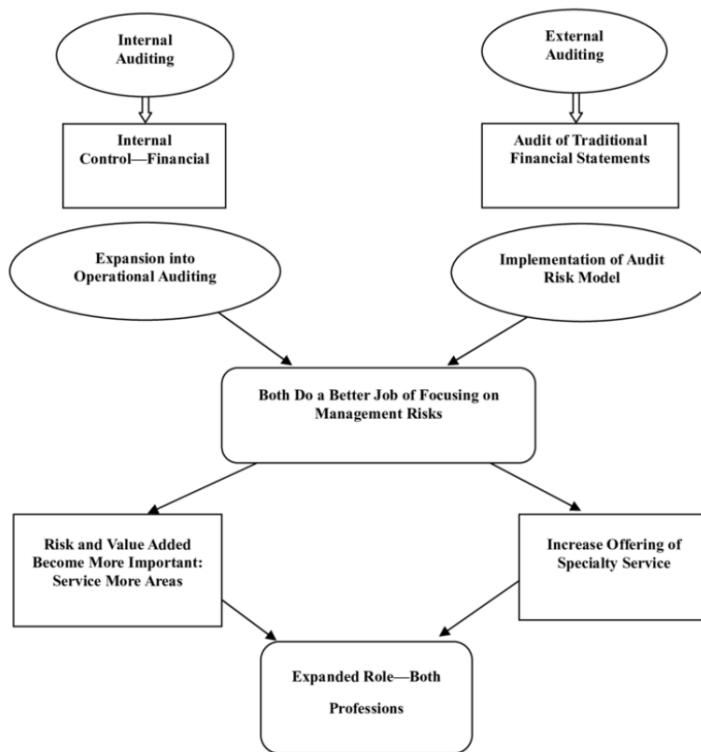 Internal
Auditing
External
Auditing
Internal
Control—Financial
Audit of Traditional
Financial Statements
Expansion into
Operational Auditing
Implementation of Audit
Risk Model
Both Do a Better Job of Focusing on
Management Risks
Risk and Value Added
Become More Important:
Service More Areas
Increase Offering of
Specialty Service
Expanded Role—Both
Professions